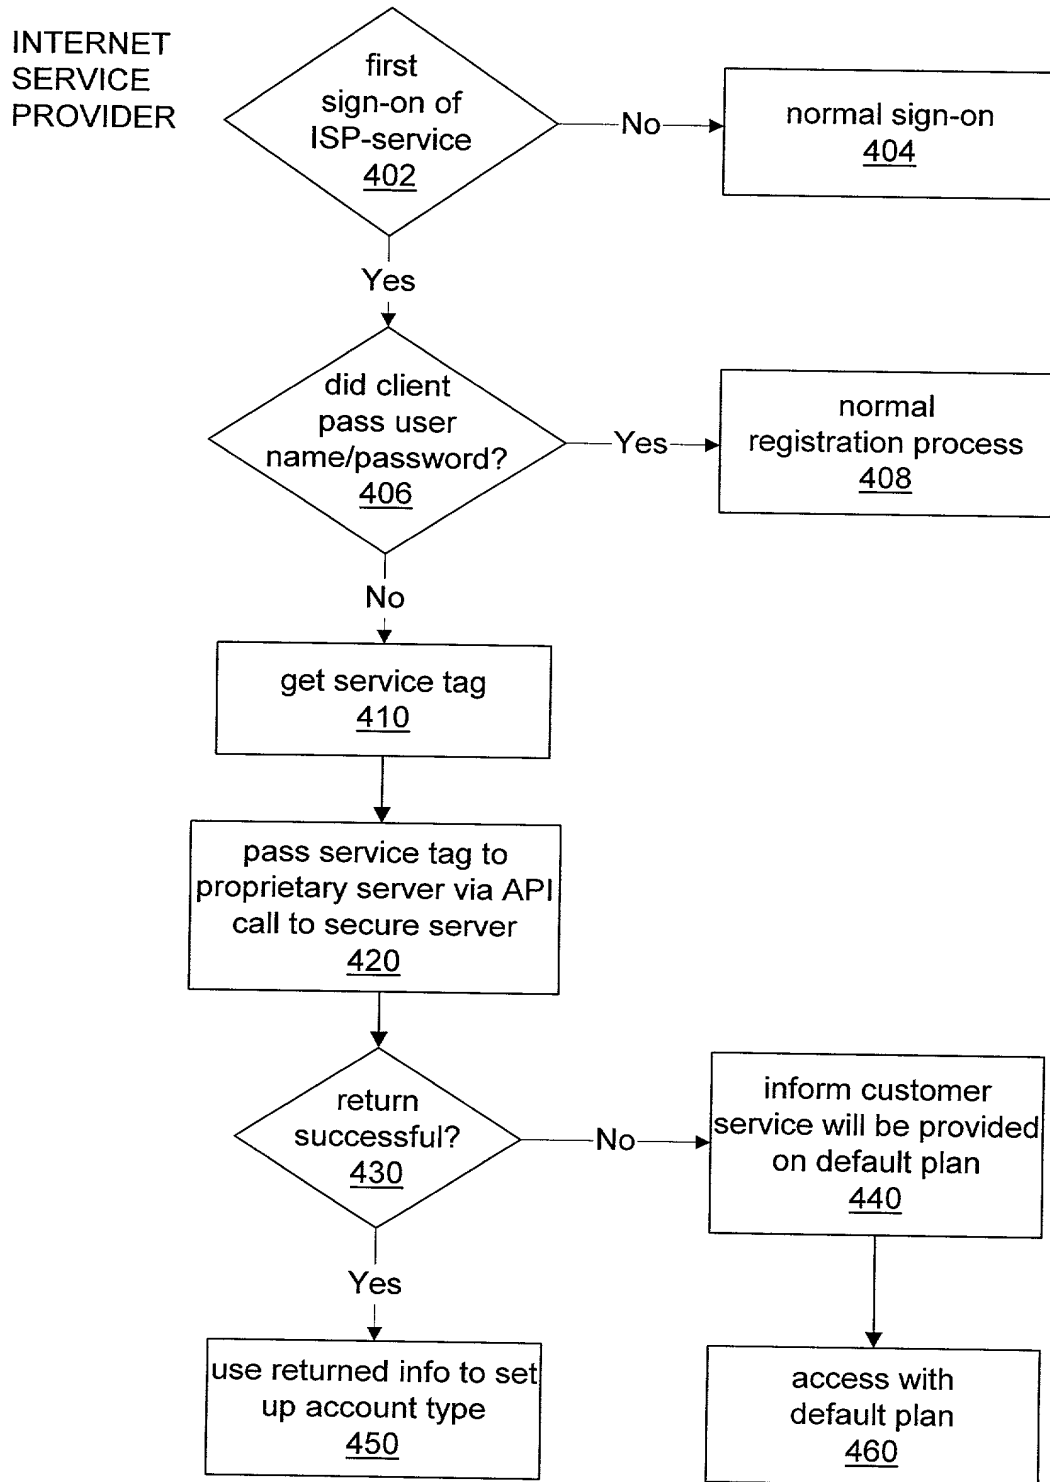 INTERNET
SERVICE
PROVIDER
first
sign-on of
ISP-service
402
No
normal sign-on
404
Yes
did client
pass user
name/password?
406
Yes
normal
registration process
408
No
get service tag
410
pass service tag to
proprietary server via API
call to secure server
420
return
successful?
430
No
inform customer
service will be provided
on default plan
440
Yes
use returned info to set
up account type
450
access with
default plan
460